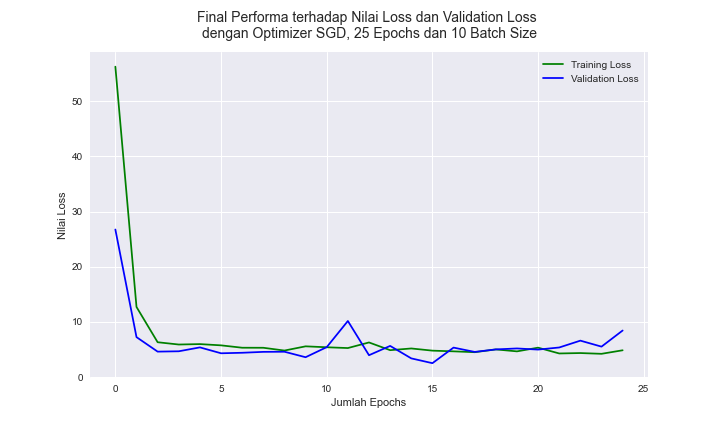 Final Performa terhadap Nilai Loss dan Validation Loss
dengan Optimizer SGD, 25 Epochs dan 10 Batch Size
Training Loss
Validation Loss
Nilai Loss
50
40
30
20
10
0
0 5 10 15 20 25
Jumlah Epochs